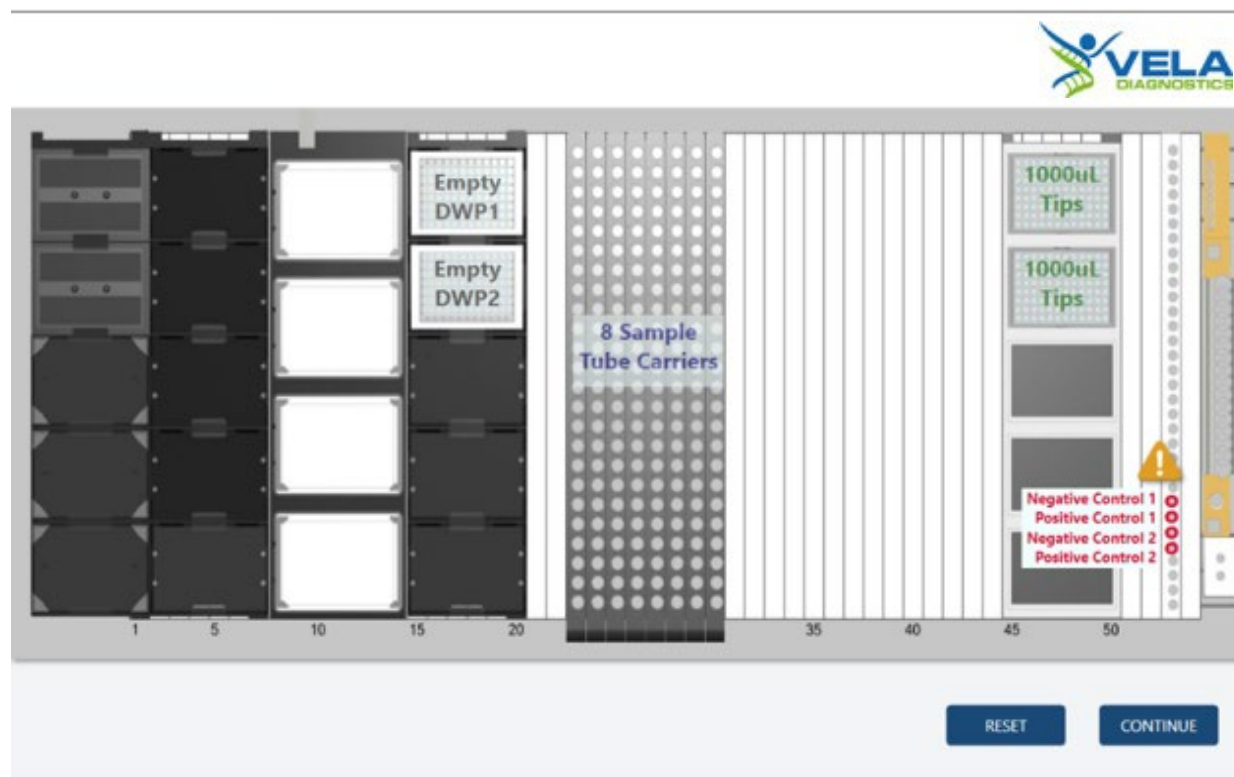 VELA
DIAGNOSTICS
Empty
DWP1
1000uL
Tips
Empty
DWP2
1000uL
Tips
8 Sample
Tube Carriers
Negative Control 1
Positive Control 1
Negative Control 2
Positive Control 2
1 5 10 15 20 35 40 45 50
RESET CONTINUE